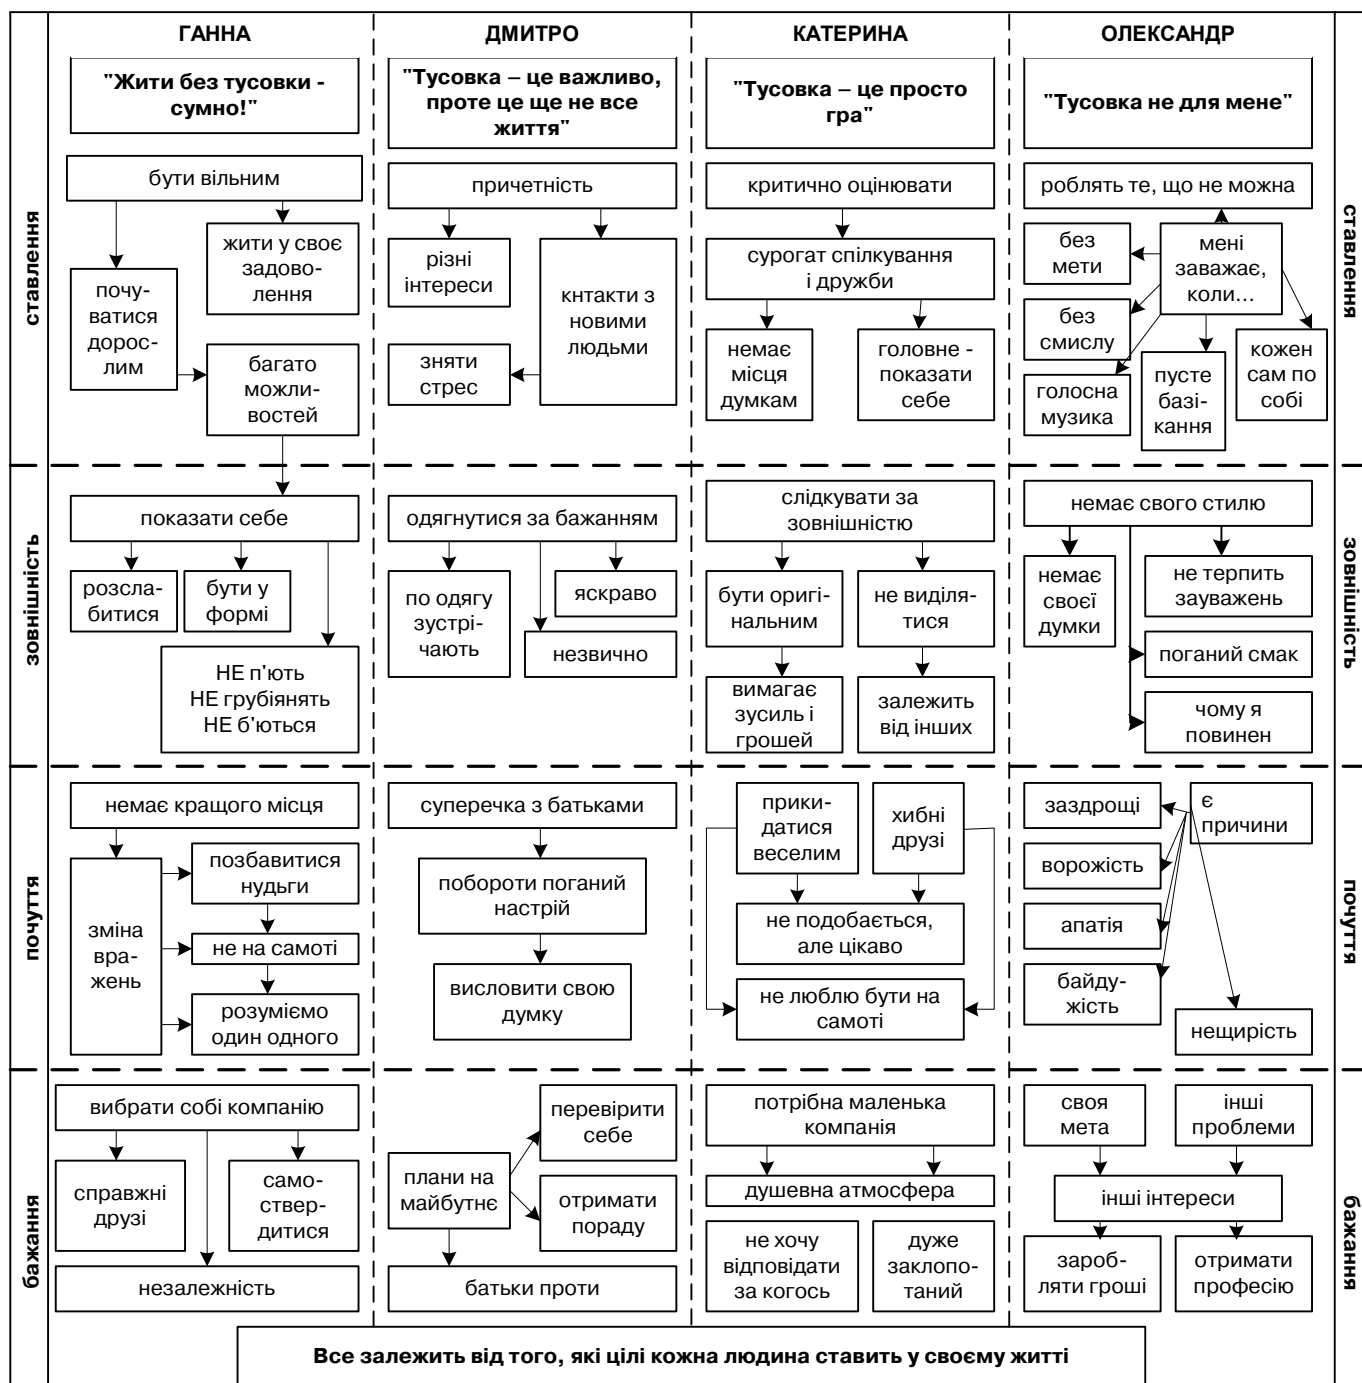 ГАННА
ДМИТРО
КАТЕРИНА
ОЛЕКСАНДР
"Жити без тусовки -
сумно!"
"Тусовка – це важливо,
проте це ще не все
життя"
"Тусовка – це просто
гра"
"Тусовка не для мене"
ставлення
бути вільним
жити у своє
задово-
лення
почу-
ватися
дорос-
лим
багато
можли-
востей
причетність
різні
інтереси
кнтакти з
новими
людьми
зняти
стрес
критично оцінювати
сурогат спілкування
і дружби
немає
місця
думкам
головне -
показати
себе
роблять те, що не можна
без
мети
мені
заважає,
коли...
без
смислу
голосна
музика
пусте
базі-
кання
кожен
сам по
собі
ставлення
зовнішність
показати себе
розсла-
битися
бути у
формі
НЕ п'ють
НЕ грубіянять
НЕ б'ються
одягнутися за бажанням
по одягу
зустрі-
чають
яскраво
незвично
слідкувати за
зовнішністю
бути оригі-
нальним
не виділя-
тися
вимагає
зусиль і
грошей
залежить
від інших
немає свого стилю
немає
своєї
думки
не терпить
зауважень
поганий смак
чому я
повинен
зовнішність
почуття
немає кращого місця
зміна
вра-
жень
позбавитися
нудьги
не на самоті
розуміємо
один одного
суперечка з батьками
побороти поганий
настрій
висловити свою
думку
прики-
датися
веселим
хибні
друзі
не подобається,
але цікаво
не люблю бути на
самоті
заздрощі
є
причини
ворожість
апатія
байду-
жість
нещирість
почуття
бажання
вибрати собі компанію
справжні
друзі
само-
ствер-
дитися
незалежність
перевірити
себе
плани на
майбутнє
отримати
пораду
батьки проти
потрібна маленька
компанія
душевна атмосфера
не хочу
відповідати
за когось
дуже
заклопо-
таний
своя
мета
інші
проблеми
інші інтереси
зароб-
ляти гроші
отримати
професію
бажання
Все залежить від того, які цілі кожна людина ставить у своєму житті